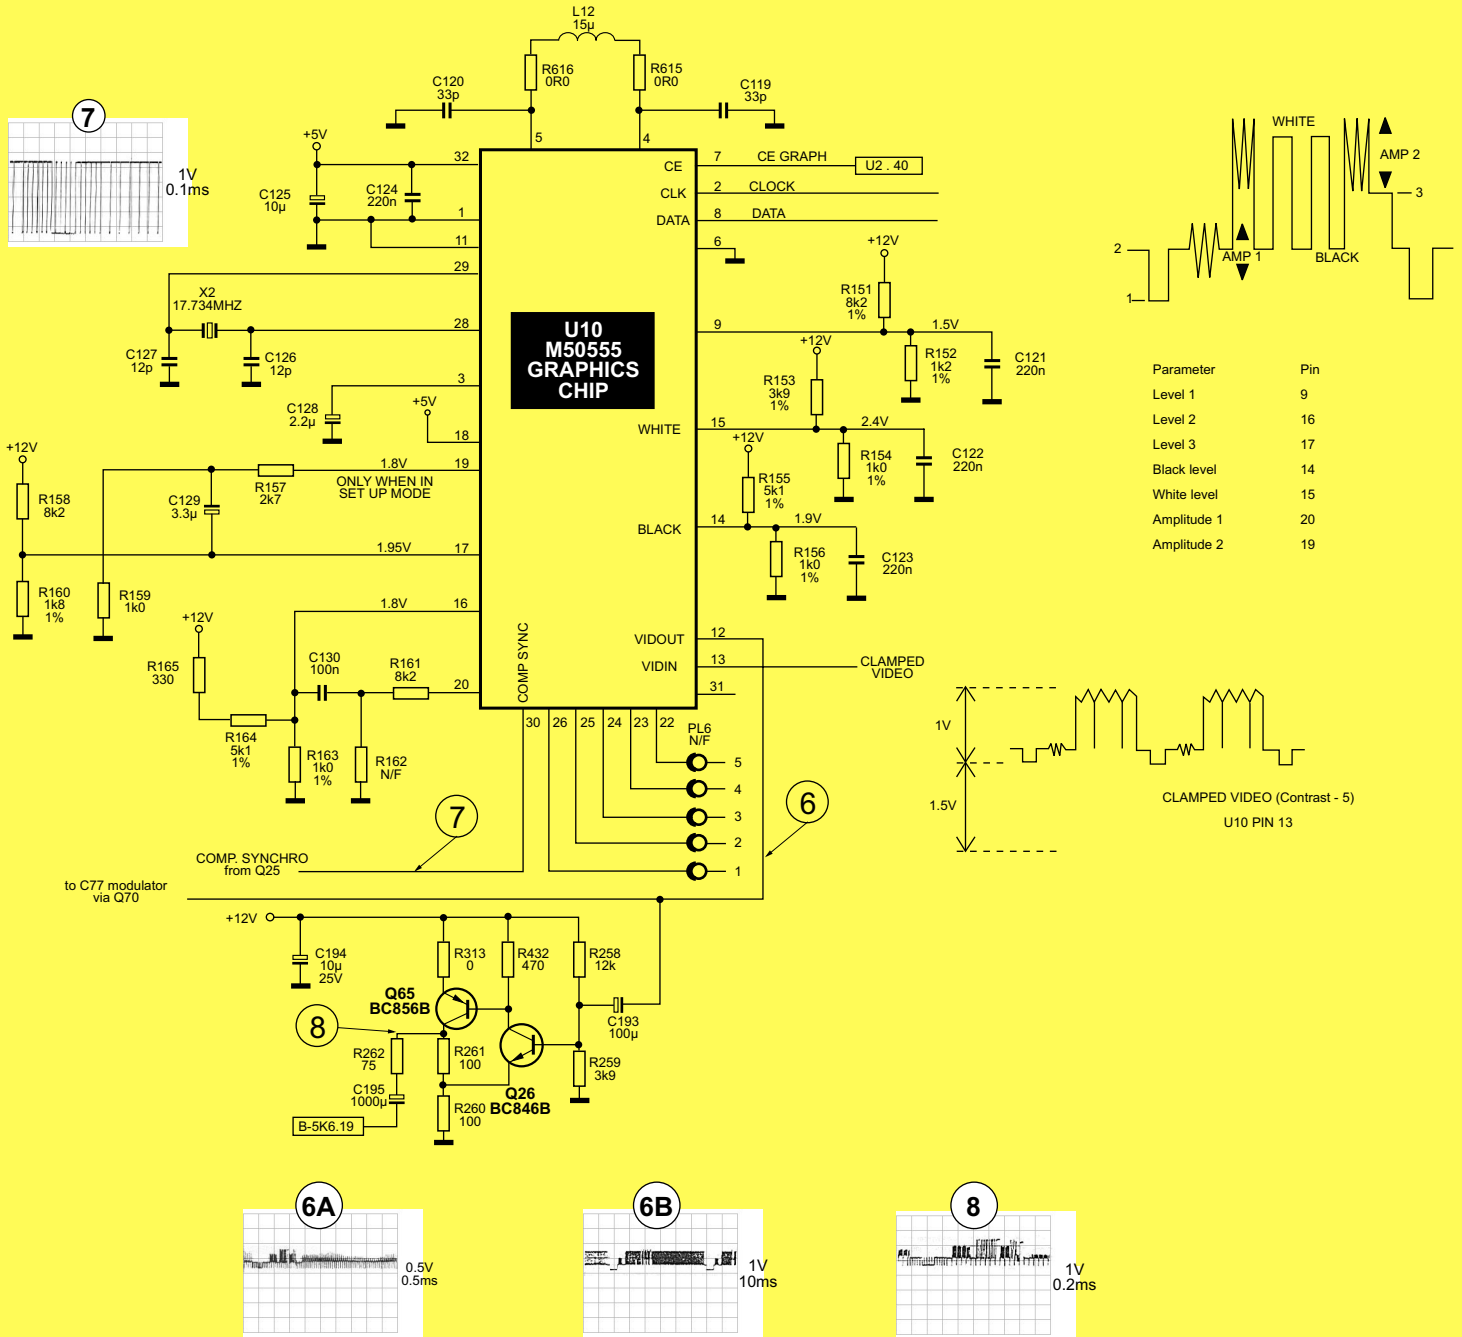 L12
15µ
R616
0R0
R615
0R0
C120
33p
C119
33p
5
4
7
1V
0.1ms
+5V
32
C125
10µ
C124
220n
1
11
29
X2
17.734MHZ
28
C127
12p
C126
12p
3
C128
2.2µ
+5V
18
+12V
19
1.8V
ONLY WHEN IN
SET UP MODE
R157
2k7
R158
8k2
C129
3.3µ
1.95V
17
R160
1k8
1%
R159
1k0
1.8V
16
+12V
R165
330
C130
100n
R161
8k2
20
R164
5k1
1%
R163
1k0
1%
R162
N/F
U10
M50555
GRAPHICS
CHIP
CE
7
CE GRAPH
U2 . 40
CLK
2
CLOCK
DATA
8
DATA
6
+12V
R151
8k2
1%
9
1.5V
R152
1k2
1%
C121
220n
+12V
R153
3k9
1%
WHITE
15
2.4V
+12V
R154
1k0
1%
C122
220n
R155
5k1
1%
BLACK
14
1.9V
R156
1k0
1%
C123
220n
VIDOUT
12
VIDIN
13
CLAMPED
VIDEO
31
COMP SYNC
30
26
25
24
23
22
PL6
N/F
5
4
3
2
1
6
7
COMP. SYNCHRO
from Q25
to C77 modulator
via Q70
+12V
C194
10µ
25V
R313
0
R432
470
R258
12k
Q65
BC856B
8
C193
100µ
R262
75
R261
100
R259
3k9
C195
1000µ
Q26
BC846B
R260
100
B-5K6.19
WHITE
AMP 2
3
2
AMP 1
BLACK
1
Parameter Pin
Level 1 9
Level 2 16
Level 3 17
Black level 14
White level 15
Amplitude 1 20
Amplitude 2 19
1V
1.5V
CLAMPED VIDEO (Contrast - 5)
U10 PIN 13
6A
0.5V
0.5ms
6B
1V
10ms
8
1V
0.2ms